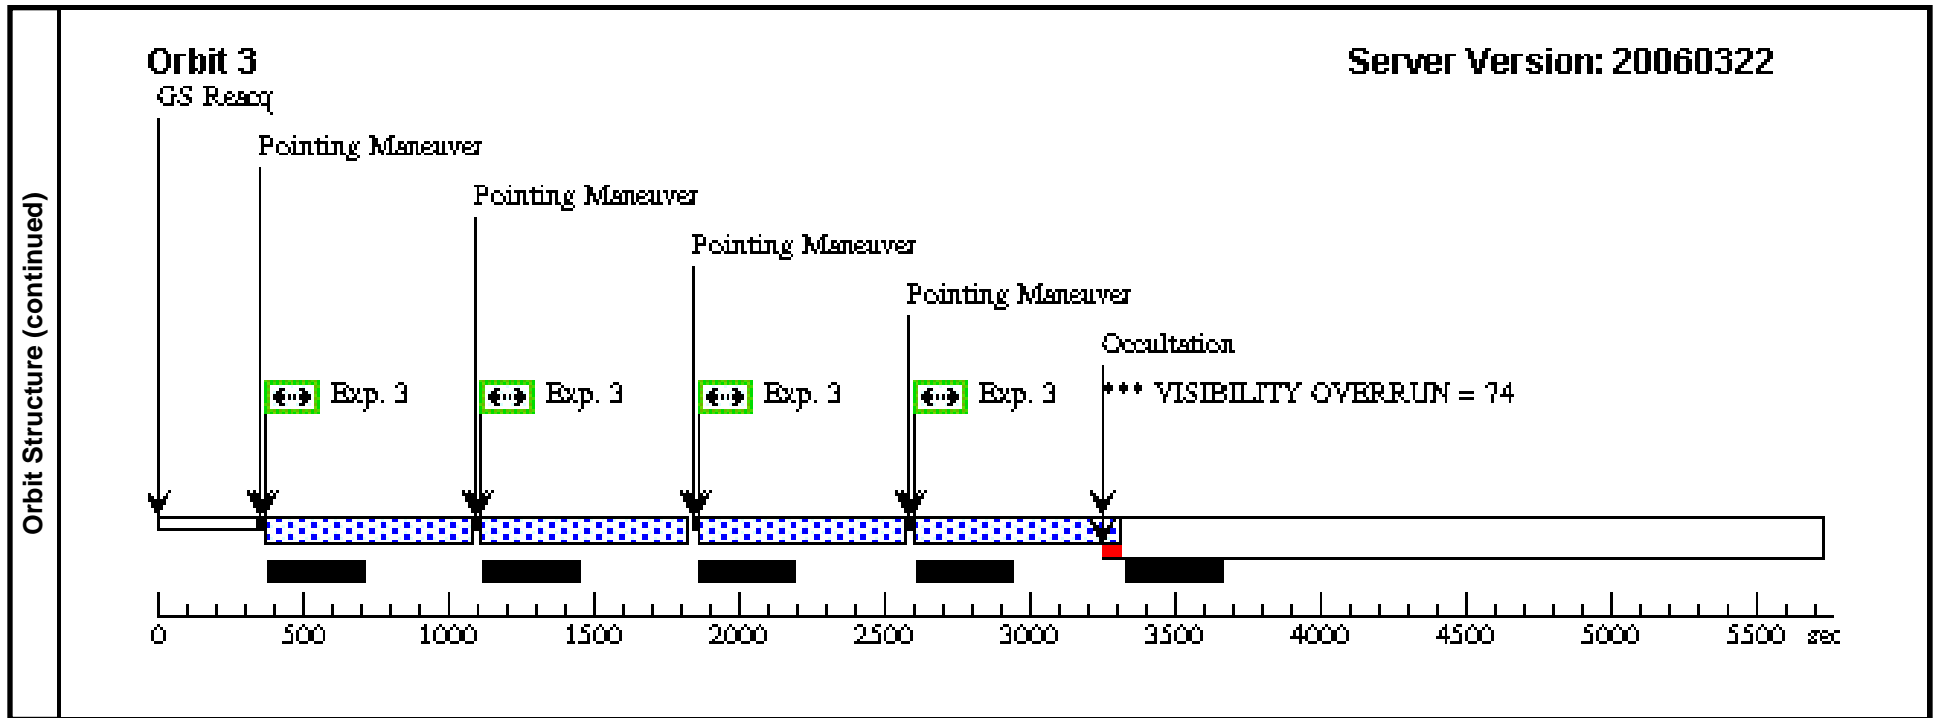 Orbit Structure (continued)
Orbit 3
Server Version: 20060322
GS Reacq
Pointing Maneuver
Pointing Maneuver
Pointing Maneuver
Pointing Maneuver
Occultation
Exp. 3
Exp. 3
Exp. 3
Exp. 3
*** VISIBILITY OVERRUN = 74
0 500 1000 1500 2000 2500 3000 3500 4000 4500 5000 5500 sec